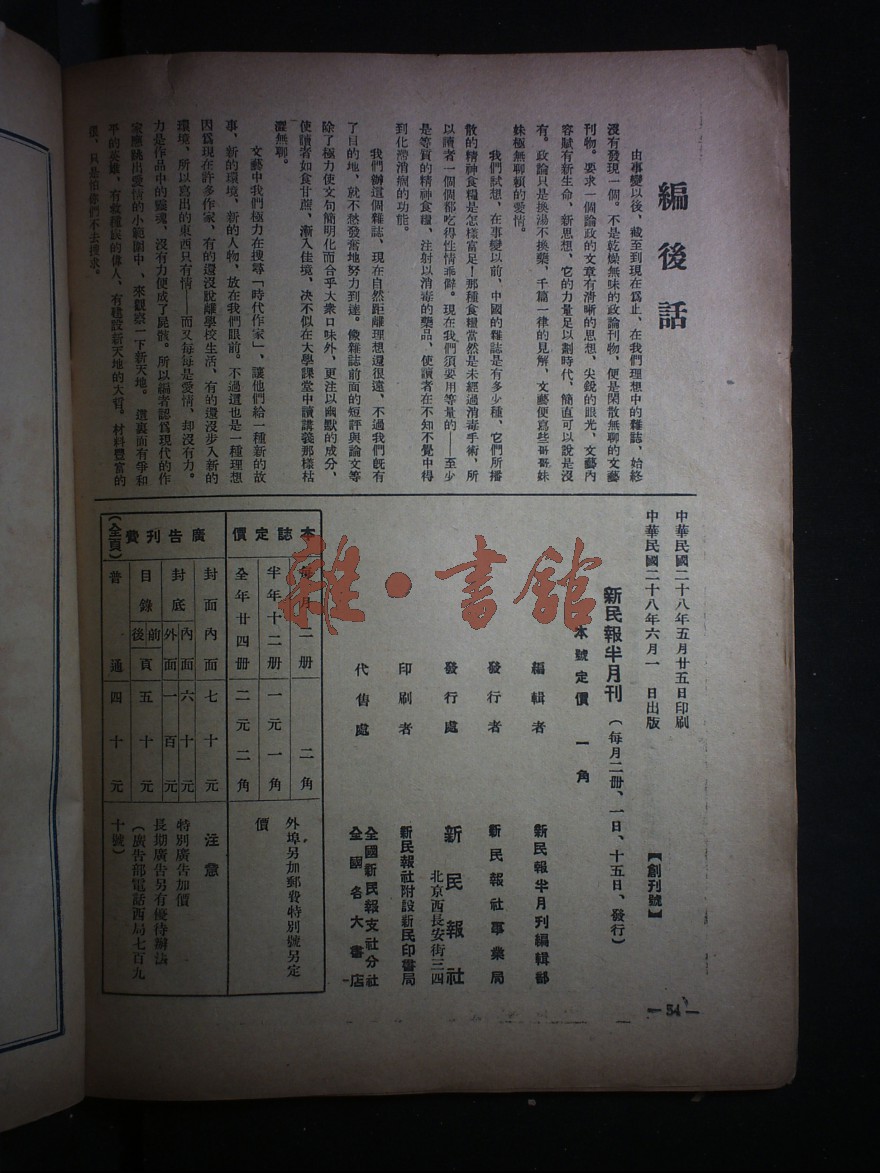 編後話
由事變以後，截至到現在爲止，在我們理想中的雜誌，始終
沒有發現一個。不是乾燥無味的政論刊物，便是閑散無聊的文藝
刊物。要求一個論政的文章有清晰的思想，尖銳的眼光，文藝內
容賦有新生命，新思想，它的力量足以劃時代，簡直可以說是沒
有。政論只是換湯不換藥，千篇一律的見解，文藝便寫些哥哥妹
妹極無聊賴的愛情。
我們試想，在事變以前，中國的雜誌是有多少種，它們所播
散的精神食糧是怎樣富足！那種食糧當然是未經過消毒手術，所
以讀者一個個都吃得性情乖僻。現在我們須要用等量的——至少
是等質的精神食糧，注射以消毒的藥品，使讀者在不知不覺中得
到化滯消痼的功能。
我們辦這個雜誌，現在自然距離理想還很遠，不過我們旣有
了目的地，就不愁發奮地努力到達。像雜誌前面的短評與論文等
除了極力使文句簡明化而合乎大衆口味外，更注以幽默的成分，
使讀者如食甘蔗，漸入佳境，决不似在大學課堂中讀講義那樣枯
澀無聊。
文藝中我們極力在搜尋「時代作家」，讓他們給一種新的故
事，新的環境，新的人物，放在我們眼前。不過這也是一種理想
因爲現在許多作家，有的還沒脫離學校生活，有的還沒步入新的
環境，所以寫出的東西只有情——而又每每是愛情，却沒有力。
力是作品中的靈魂，沒有力便成了屍骸。所以編者認爲現代的作
家應跳出愛情的小範圍中，來觀察一下新天地。這裏面有爭和
平的英雄，有救種族的偉人，有建設新天地的大質。材料豐富的
很，只是怕你們不去搜求。
中華民國二十八年五月廿五日印刷
中華民國二十八年六月一日出版
【創刊號】
新民報半月刊（每月二冊，一日、十五日、發行）
本號定價 一角
編輯者 新民報半月刊編輯部
發行者 新民報社事業局
發行處 新民報社
北京西長安街三四
印刷者 新民報社附設新民印書局
代售處 全國新民報支社分社
全國各大書店
本誌定價
每月二册 二角
半年十二册 一元一角
全年廿四册 二元二角
外埠另加郵費特別號另定
價
廣告刊費（全頁）
封面內面 七十元
封底 內面 六十元
外面 一百元
目錄 前後頁 五十元
普通 四十元
注意
特別廣告加價
長期廣告另有優待辦法
（廣告部電話西局七百九
十號）
—54—
雜·書館